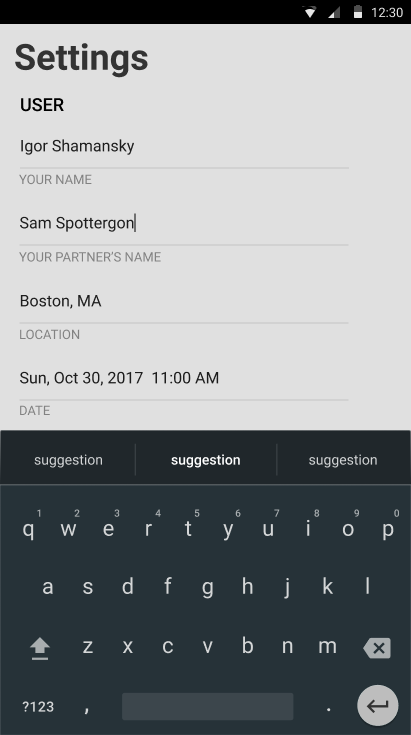 12:30
Settings
USER
Igor Shamansky
YOUR NAME
Sam Spottergon
YOUR PARTNER'S NAME
Boston, MA
LOCATION
Sun, Oct 30, 2017 11:00 AM
DATE
suggestion suggestion suggestion
1 2 3 4 5 6 7 8 9 0
q w e r t y u i o p
a s d f g h j k l
z x c v b n m
?123 , .